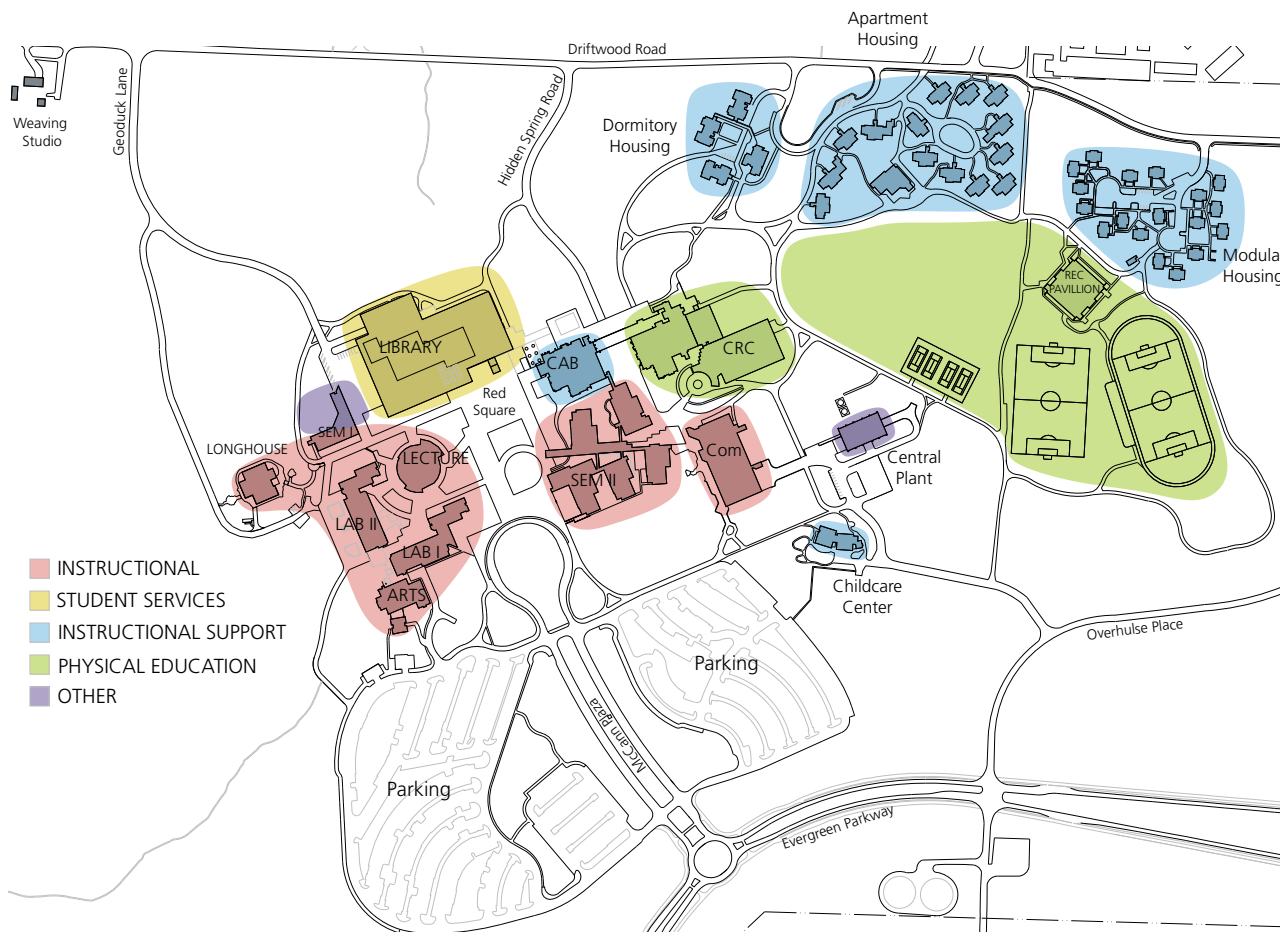 Apartment
Housing
Driftwood Road
Geoduck Lane
Hidden Spring Road
Weaving
Studio
Dormitory
Housing
Modula
Housing
REC
PAVILLION
LIBRARY
CAB
CRC
Red
Square
SEM I
LONGHOUSE
LECTURE
SEM II
Com
Central
Plant
LAB II
LAB I
ARTS
Childcare
Center
INSTRUCTIONAL
STUDENT SERVICES
INSTRUCTIONAL SUPPORT
PHYSICAL EDUCATION
OTHER
Overhulse Place
Parking
McCann Plaza
Parking
Evergreen Parkway